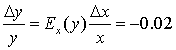 Δy/y = E_x(y) Δx/x = −0.02